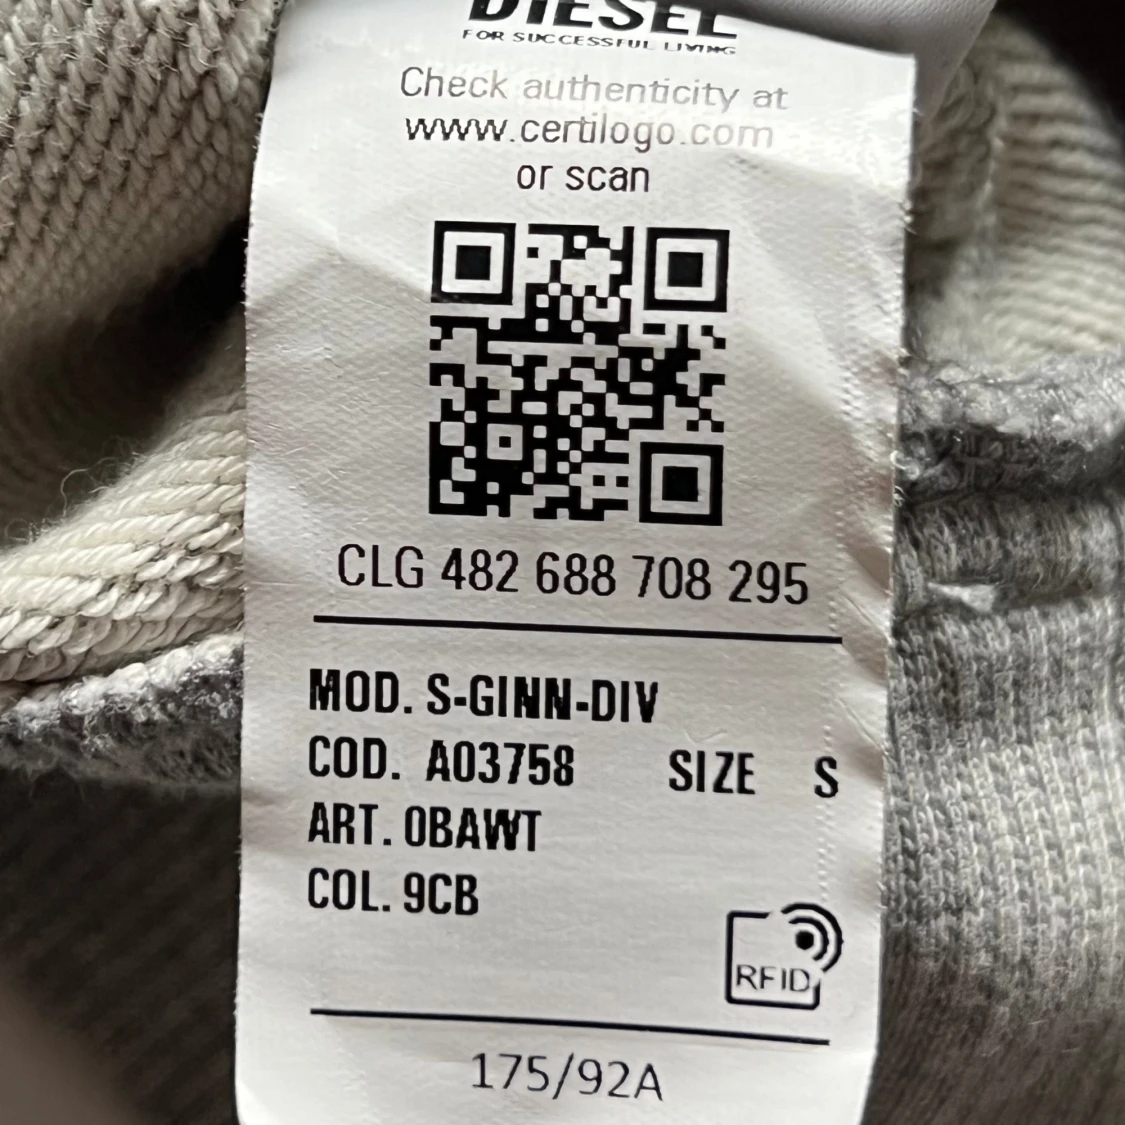 DIESEL
FOR SUCCESSFUL LIVING
Check authenticity at
www.certilogo.com
or scan
CLG 482 688 708 295
MOD. S-GINN-DIV
COD. A03758 SIZE S
ART. 0BAWT
COL. 9CB
RFID
175/92A